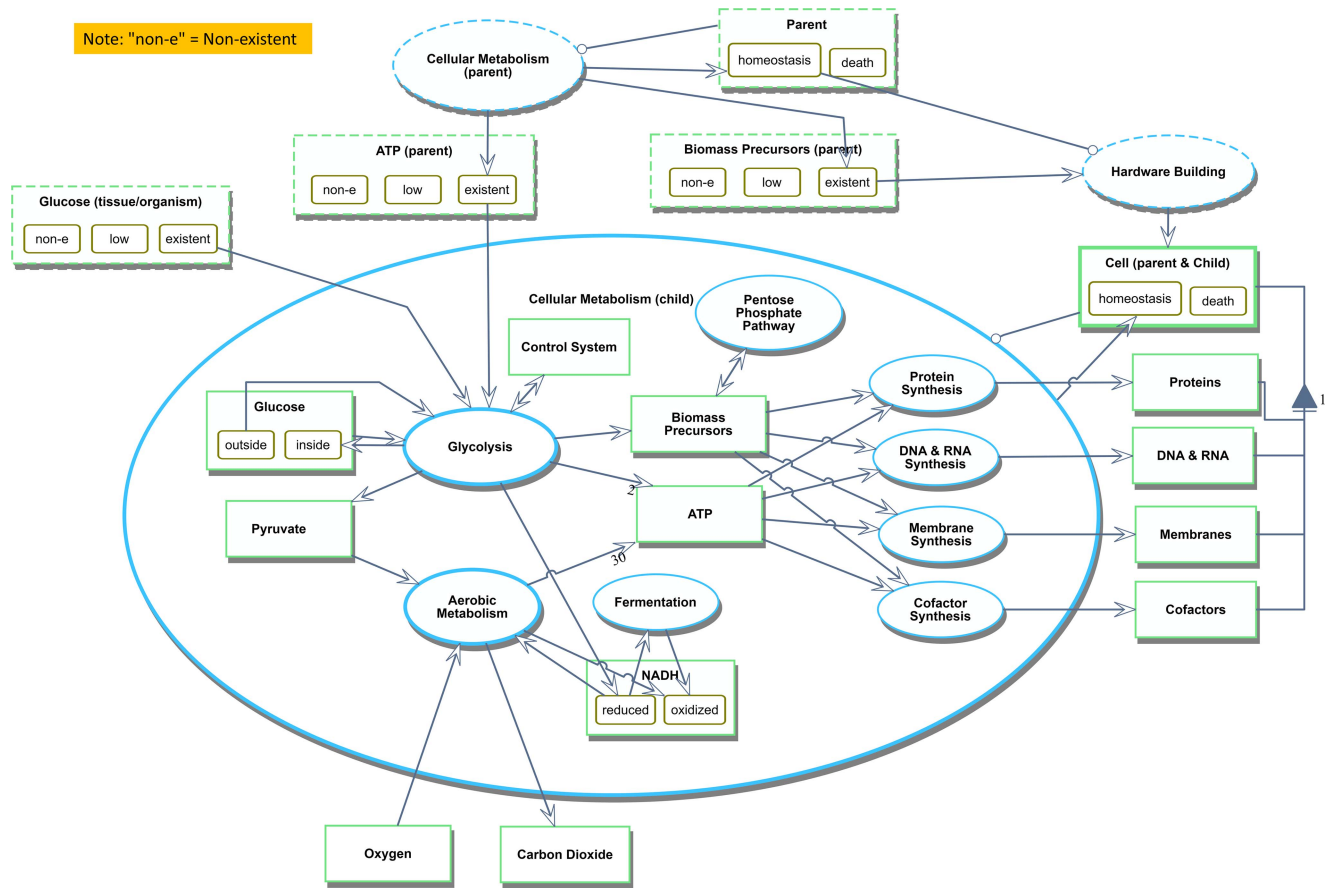 Note: "non-e" = Non-existent
Cellular Metabolism
(parent)
Parent
homeostasis
death
ATP (parent)
non-e
low
existent
Biomass Precursors (parent)
non-e
low
existent
Hardware Building
Glucose (tissue/organism)
non-e
low
existent
Cell (parent & Child)
homeostasis
death
Cellular Metabolism (child)
Pentose
Phosphate
Pathway
Control System
Glucose
outside
inside
Glycolysis
Biomass
Precursors
Protein
Synthesis
Proteins
1
DNA & RNA
Synthesis
DNA & RNA
2
ATP
Pyruvate
Membrane
Synthesis
Membranes
30
Aerobic
Metabolism
Fermentation
Cofactor
Synthesis
Cofactors
NADH
reduced
oxidized
Oxygen
Carbon Dioxide